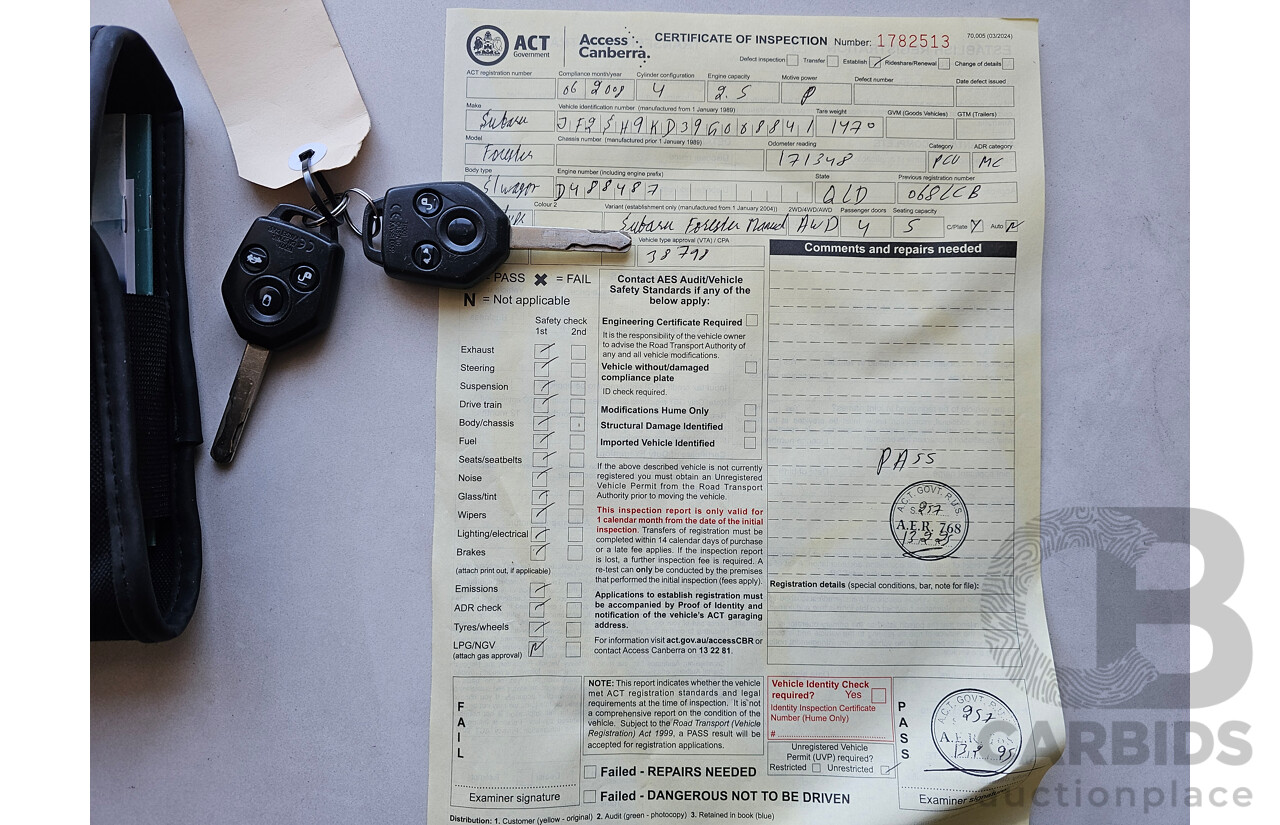 ACT Government
Access Canberra.
CERTIFICATE OF INSPECTION Number: 1782513
70,005 (03/2024)
Defect inspection Transfer Establish Rideshare/Renewal Change of details
ACT registration number Compliance month/year Cylinder configuration Engine capacity Motive power Defect number Date defect issued
06 2008 4 2.5 P
Make Vehicle identification number (manufactured from 1 January 1989) Tare weight GVM (Goods Vehicles) GTM (Trailers)
Subaru JF2SH9KD39G008841 1470
Model Chassis number (manufactured prior 1 January 1989) Odometer reading Category ADR category
Forester 171348 PCU MC
Body type Engine number (including engine prefix) State Previous registration number
S/wagon D488487 QLD 068LCB
Colour 2 Variant (establishment only (manufactured from 1 January 2004)) 2WD/4WD/AWD Passenger doors Seating capacity
Subaru Forester Manual AWD 4 5 C/Plate Y Auto N
Vehicle type approval (VTA) / CPA
38798
Comments and repairs needed
= PASS ✖ = FAIL
N = Not applicable
Safety check
1st 2nd
Exhaust
Steering
Suspension
Drive train
Body/chassis
Fuel
Seats/seatbelts
Noise
Glass/tint
Wipers
Lighting/electrical
Brakes
(attach print out, if applicable)
Emissions
ADR check
Tyres/wheels
LPG/NGV N
(attach gas approval)
Contact AES Audit/Vehicle
Safety Standards if any of the
below apply:
Engineering Certificate Required
It is the responsibility of the vehicle owner
to advise the Road Transport Authority of
any and all vehicle modifications.
Vehicle without/damaged
compliance plate
ID check required.
Modifications Hume Only
Structural Damage Identified
Imported Vehicle Identified
If the above described vehicle is not currently
registered you must obtain an Unregistered
Vehicle Permit from the Road Transport
Authority prior to moving the vehicle.
This inspection report is only valid for
1 calendar month from the date of the initial
inspection. Transfers of registration must be
completed within 14 calendar days of purchase
or a late fee applies. If the inspection report
is lost, a further inspection fee is required. A
re-test can only be conducted by the premises
that performed the initial inspection (fees apply).
Applications to establish registration must
be accompanied by Proof of Identity and
notification of the vehicle's ACT garaging
address.
For information visit act.gov.au/accessCBR or
contact Access Canberra on 13 22 81.
PASS
A.C.T. GOVT. R.U.S.
957
A.E.R. 768
Registration details (special conditions, bar, note for file):
FAIL
Examiner signature
NOTE: This report indicates whether the vehicle
met ACT registration standards and legal
requirements at the time of inspection. It is not
a comprehensive report on the condition of the
vehicle. Subject to the Road Transport (Vehicle
Registration) Act 1999, a PASS result will be
accepted for registration applications.
Failed - REPAIRS NEEDED
Failed - DANGEROUS NOT TO BE DRIVEN
Vehicle Identity Check
required? Yes
Identity Inspection Certificate
Number (Hume Only)
#
Unregistered Vehicle
Permit (UVP) required?
Restricted Unrestricted
PASS
A.C.T. GOVT. R.U.S.
957
A.E.R. 768
Examiner signature
Distribution: 1. Customer (yellow - original) 2. Audit (green - photocopy) 3. Retained in book (blue)
CB
CARBIDS
auctionplace